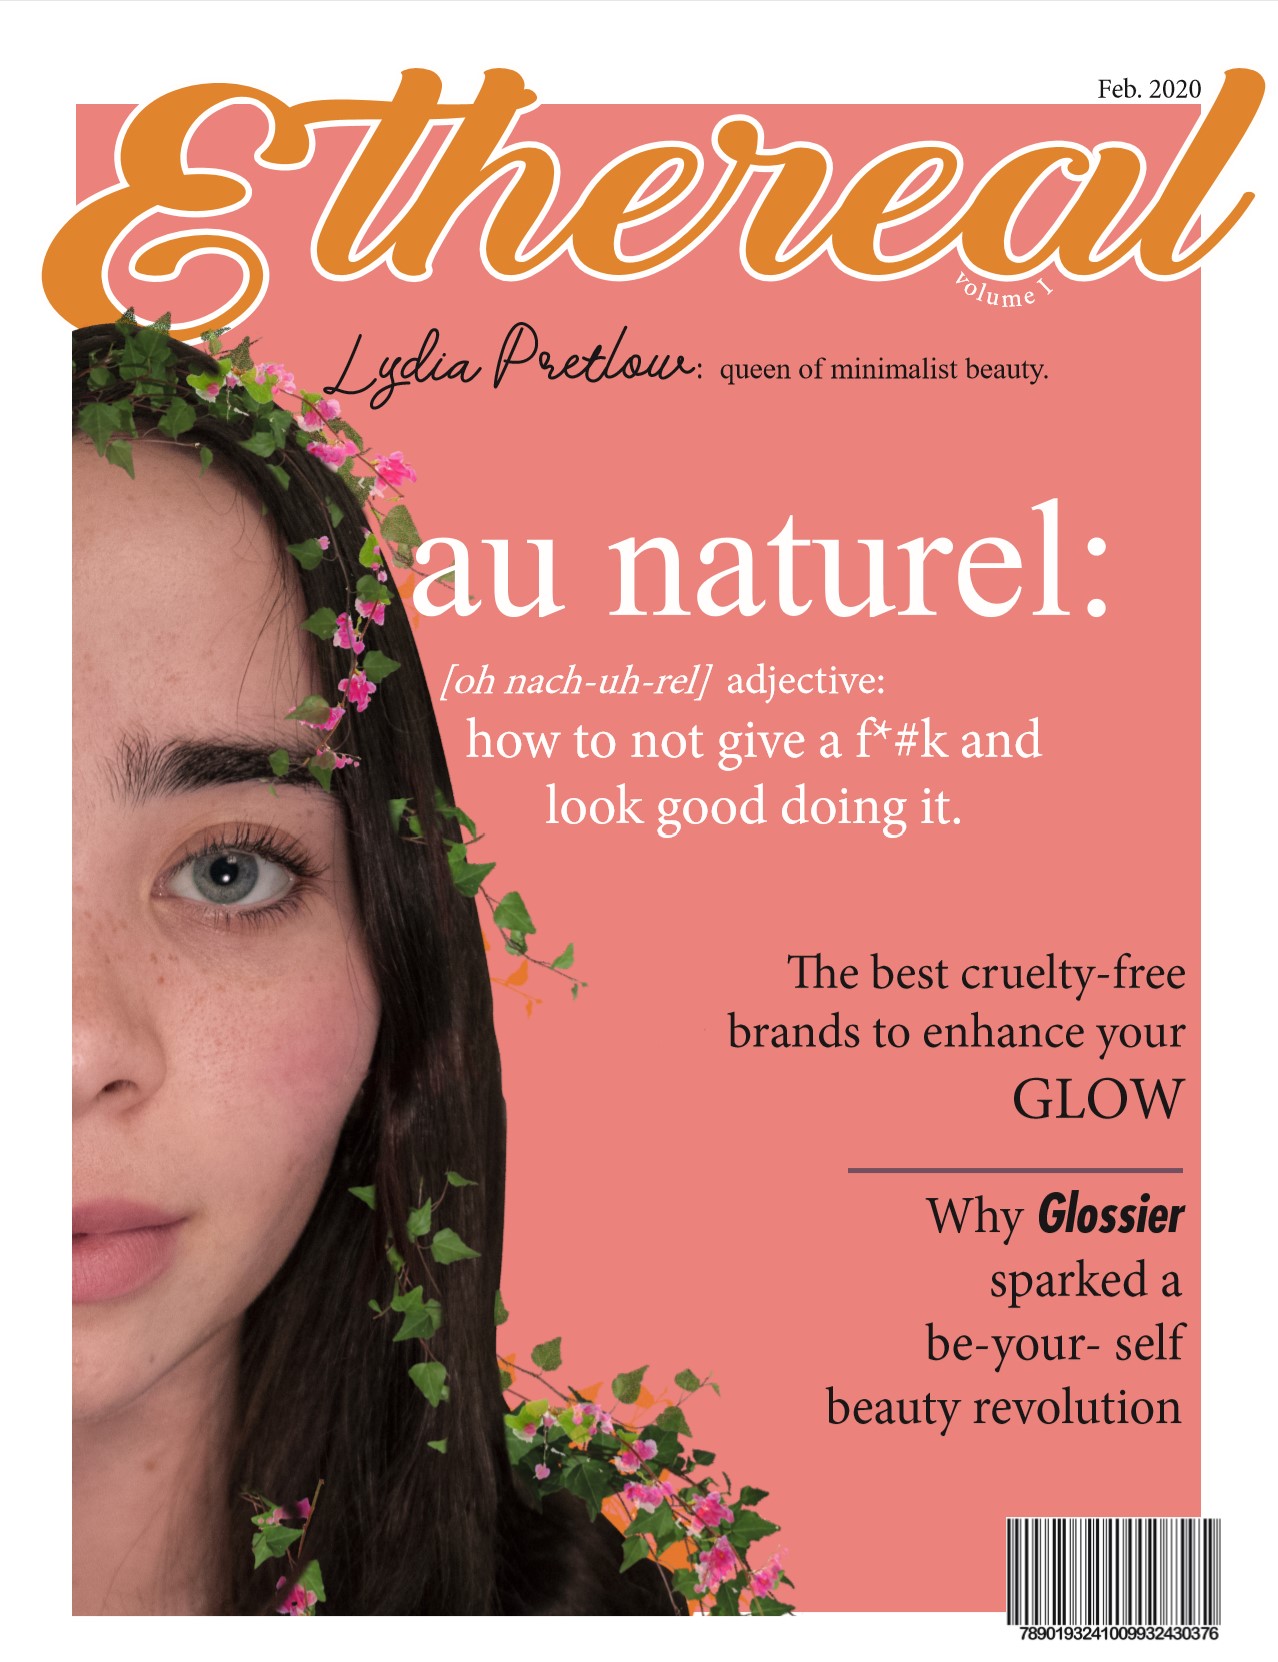 Feb. 2020
Ethereal
volume I
Lydia Pretlow: queen of minimalist beauty.
au naturel:
[oh nach-uh-rel] adjective:
how to not give a f*#k and
look good doing it.
The best cruelty-free
brands to enhance your
GLOW
Why Glossier
sparked a
be-your- self
beauty revolution
7890193241009932430376